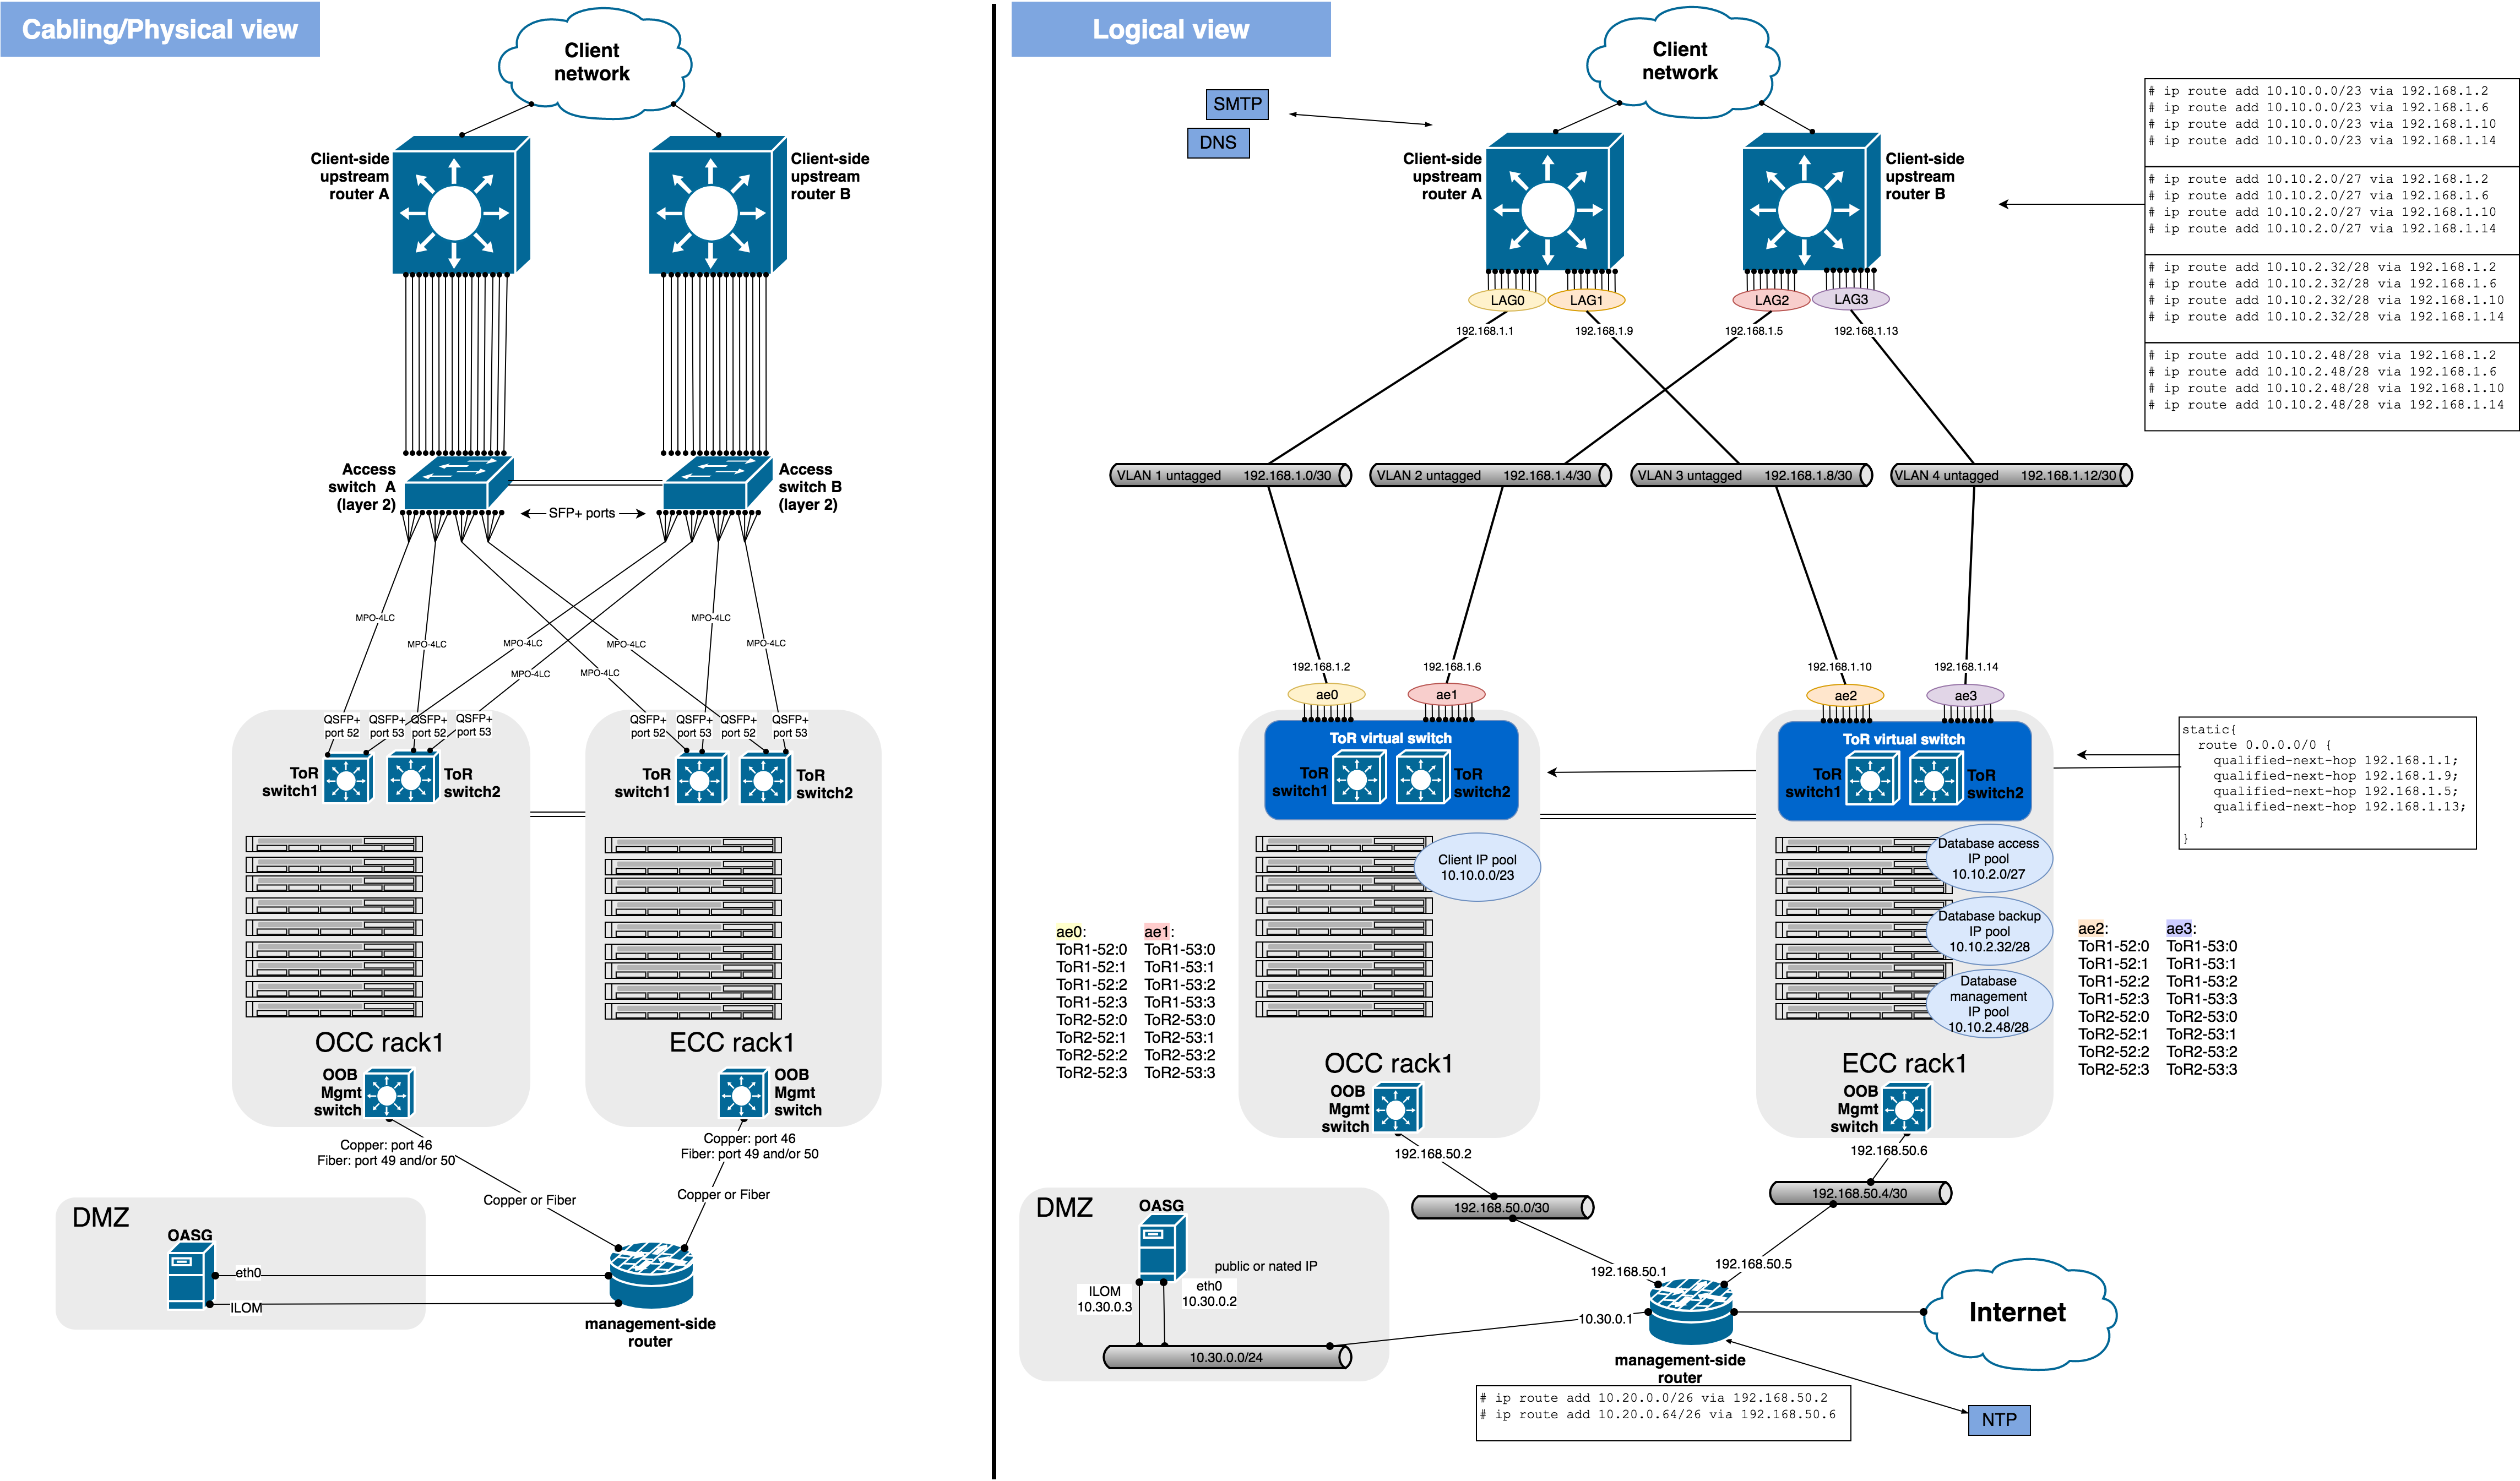 Cabling/Physical view
Client
network
Client-side
upstream
router A
Client-side
upstream
router B
Access
switch A
(layer 2)
Access
switch B
(layer 2)
SFP+ ports
MPO-4LC
MPO-4LC
MPO-4LC
MPO-4LC
MPO-4LC
MPO-4LC
MPO-4LC
MPO-4LC
QSFP+
port 52
QSFP+
port 53
QSFP+
port 52
QSFP+
port 53
QSFP+
port 52
QSFP+
port 53
QSFP+
port 52
QSFP+
port 53
ToR
switch1
ToR
switch2
ToR
switch1
ToR
switch2
OCC rack1
ECC rack1
OOB
Mgmt
switch
OOB
Mgmt
switch
Copper: port 46
Fiber: port 49 and/or 50
Copper: port 46
Fiber: port 49 and/or 50
Copper or Fiber
Copper or Fiber
DMZ
OASG
eth0
ILOM
management-side
router
Logical view
Client
network
SMTP
DNS
Client-side
upstream
router A
Client-side
upstream
router B
# ip route add 10.10.0.0/23 via 192.168.1.2
# ip route add 10.10.0.0/23 via 192.168.1.6
# ip route add 10.10.0.0/23 via 192.168.1.10
# ip route add 10.10.0.0/23 via 192.168.1.14
# ip route add 10.10.2.0/27 via 192.168.1.2
# ip route add 10.10.2.0/27 via 192.168.1.6
# ip route add 10.10.2.0/27 via 192.168.1.10
# ip route add 10.10.2.0/27 via 192.168.1.14
# ip route add 10.10.2.32/28 via 192.168.1.2
# ip route add 10.10.2.32/28 via 192.168.1.6
# ip route add 10.10.2.32/28 via 192.168.1.10
# ip route add 10.10.2.32/28 via 192.168.1.14
# ip route add 10.10.2.48/28 via 192.168.1.2
# ip route add 10.10.2.48/28 via 192.168.1.6
# ip route add 10.10.2.48/28 via 192.168.1.10
# ip route add 10.10.2.48/28 via 192.168.1.14
LAG0
LAG1
LAG2
LAG3
192.168.1.1
192.168.1.9
192.168.1.5
192.168.1.13
VLAN 1 untagged 192.168.1.0/30
VLAN 2 untagged 192.168.1.4/30
VLAN 3 untagged 192.168.1.8/30
VLAN 4 untagged 192.168.1.12/30
192.168.1.2
192.168.1.6
192.168.1.10
192.168.1.14
ae0
ae1
ae2
ae3
ToR virtual switch
ToR
switch1
ToR
switch2
ToR virtual switch
ToR
switch1
ToR
switch2
static{
route 0.0.0.0/0 {
qualified-next-hop 192.168.1.1;
qualified-next-hop 192.168.1.9;
qualified-next-hop 192.168.1.5;
qualified-next-hop 192.168.1.13;
}
}
Client IP pool
10.10.0.0/23
Database access
IP pool
10.10.2.0/27
Database backup
IP pool
10.10.2.32/28
Database
management
IP pool
10.10.2.48/28
ae0:
ToR1-52:0
ToR1-52:1
ToR1-52:2
ToR1-52:3
ToR2-52:0
ToR2-52:1
ToR2-52:2
ToR2-52:3
ae1:
ToR1-53:0
ToR1-53:1
ToR1-53:2
ToR1-53:3
ToR2-53:0
ToR2-53:1
ToR2-53:2
ToR2-53:3
ae2:
ToR1-52:0
ToR1-52:1
ToR1-52:2
ToR1-52:3
ToR2-52:0
ToR2-52:1
ToR2-52:2
ToR2-52:3
ae3:
ToR1-53:0
ToR1-53:1
ToR1-53:2
ToR1-53:3
ToR2-53:0
ToR2-53:1
ToR2-53:2
ToR2-53:3
OCC rack1
ECC rack1
OOB
Mgmt
switch
OOB
Mgmt
switch
192.168.50.2
192.168.50.6
192.168.50.0/30
192.168.50.4/30
DMZ
OASG
public or nated IP
ILOM
10.30.0.3
eth0
10.30.0.2
10.30.0.0/24
192.168.50.1
192.168.50.5
10.30.0.1
Internet
management-side
router
# ip route add 10.20.0.0/26 via 192.168.50.2
# ip route add 10.20.0.64/26 via 192.168.50.6
NTP